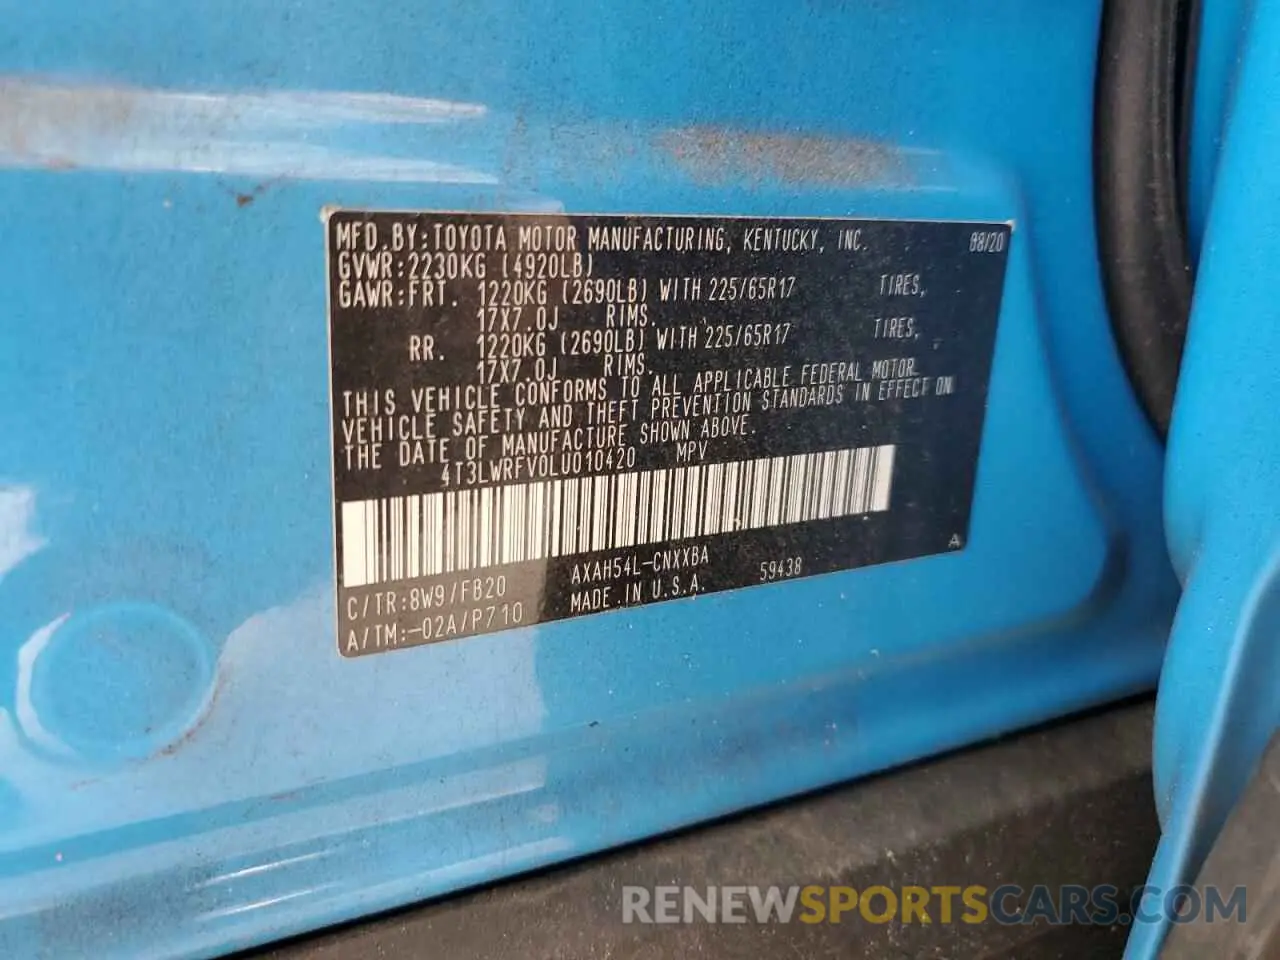 MFD.BY:TOYOTA MOTOR MANUFACTURING, KENTUCKY, INC. 08/20
GVWR:2230KG (4920LB)
GAWR:FRT. 1220KG (2690LB) WITH 225/65R17 TIRES,
17X7.0J RIMS.
RR. 1220KG (2690LB) WITH 225/65R17 TIRES,
17X7.0J RIMS.
THIS VEHICLE CONFORMS TO ALL APPLICABLE FEDERAL MOTOR
VEHICLE SAFETY AND THEFT PREVENTION STANDARDS IN EFFECT ON
THE DATE OF MANUFACTURE SHOWN ABOVE.
4T3LWRFV0LU010420 MPV
C/TR:8W9/FB20 AXAH54L-CNXXBA 59438 A
A/TM:-02A/P710 MADE IN U.S.A.
RENEWSPORTSCARS.COM